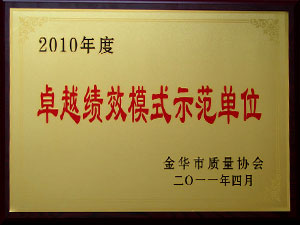 2010年度
卓越绩效模式示范单位
金华市质量协会
二〇一一年四月